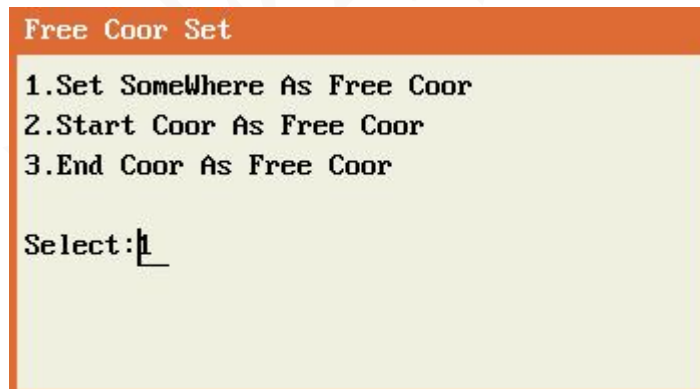 Free Coor Set
1.Set SomeWhere As Free Coor
2.Start Coor As Free Coor
3.End Coor As Free Coor
Select:1